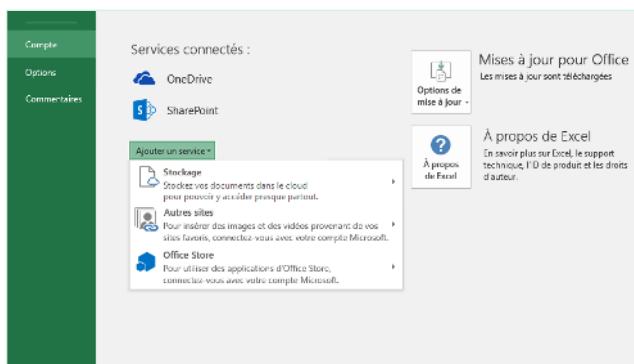 Compte
Options
Commentaires
Services connectés :
OneDrive
SharePoint
Ajouter un service
Stockage
Stockez vos documents dans le cloud
pour pouvoir y accéder presque partout.
Autres sites
Pour insérer des images et des vidéos provenant de vos
sites favoris, connectez-vous avec votre compte Microsoft.
Office Store
Pour utiliser des applications d'Office Store,
connectez-vous avec votre compte Microsoft.
Options de
mise à jour
Mises à jour pour Office
Les mises à jour sont téléchargées
À propos
de Excel
À propos de Excel
En savoir plus sur Excel, le support
technique, l'ID de produit et les droits
d'auteur.